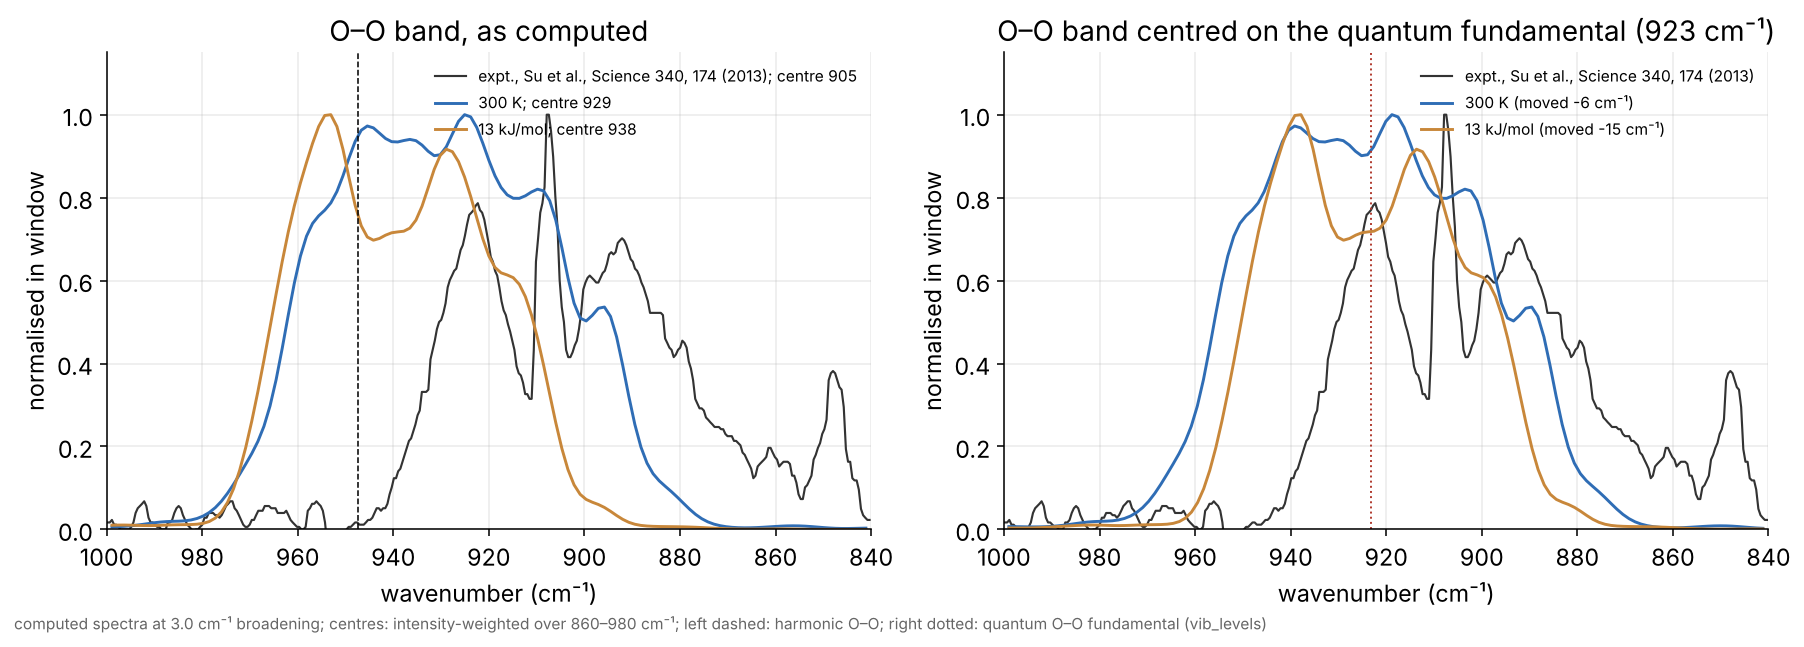 O–O band, as computed
O–O band centred on the quantum fundamental (923 cm⁻¹)
expt., Su et al., Science 340, 174 (2013); centre 905
300 K; centre 929
13 kJ/mol; centre 938
expt., Su et al., Science 340, 174 (2013)
300 K (moved -6 cm⁻¹)
13 kJ/mol (moved -15 cm⁻¹)
normalised in window
1.0
0.8
0.6
0.4
0.2
0.0
1000 980 960 940 920 900 880 860 840
wavenumber (cm⁻¹)
normalised in window
1.0
0.8
0.6
0.4
0.2
0.0
1000 980 960 940 920 900 880 860 840
wavenumber (cm⁻¹)
computed spectra at 3.0 cm⁻¹ broadening; centres: intensity-weighted over 860–980 cm⁻¹; left dashed: harmonic O–O; right dotted: quantum O–O fundamental (vib_levels)